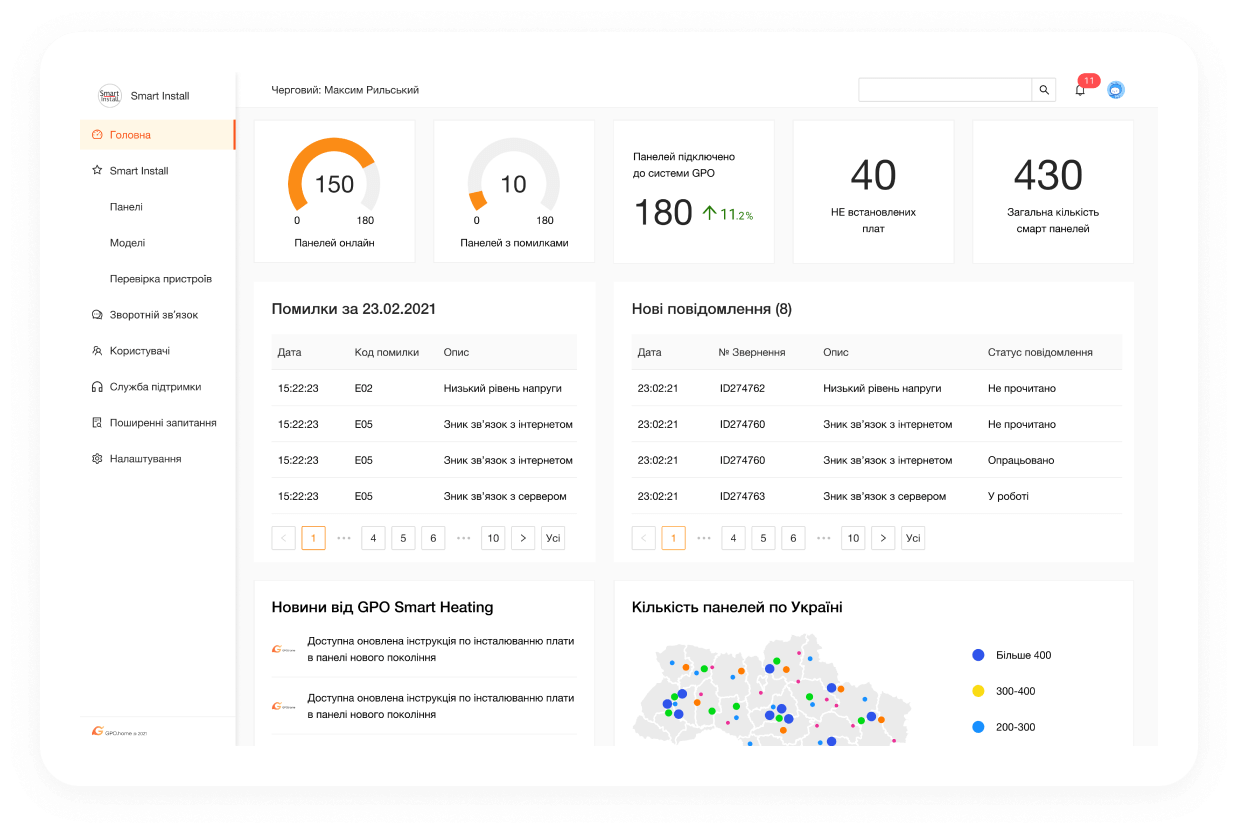 Smart Install
Smart Install
Черговий: Максим Рильський
11
Головна
Smart Install
Панелі
Моделі
Перевірка пристроїв
Зворотній зв'язок
Користувачі
Служба підтримки
Поширенні запитання
Налаштування
GPO.home © 2021
150
0 180
Панелей онлайн
10
0 180
Панелей з помилками
Панелей підключено
до системи GPO
180 11.2%
40
НЕ встановлених
плат
430
Загальна кількість
смарт панелей
Помилки за 23.02.2021
Дата Код помилки Опис
15:22:23 E02 Низький рівень напруги
15:22:23 E05 Зник зв'язок з інтернетом
15:22:23 E05 Зник зв'язок з інтернетом
15:22:23 E05 Зник зв'язок з сервером
< 1 ••• 4 5 6 ••• 10 > Усі
Нові повідомлення (8)
Дата № Звернення Опис Статус повідомлення
23:02:21 ID274762 Низький рівень напруги Не прочитано
23:02:21 ID274760 Зник зв'язок з інтернетом Не прочитано
23:02:21 ID274760 Зник зв'язок з інтернетом Опрацьовано
23:02:21 ID274763 Зник зв'язок з сервером У роботі
< 1 ••• 4 5 6 ••• 10 > Усі
Новини від GPO Smart Heating
Доступна оновлена інструкція по інсталюванню плати
в панелі нового покоління
Доступна оновлена інструкція по інсталюванню плати
в панелі нового покоління
Кількість панелей по Україні
Більше 400
300-400
200-300